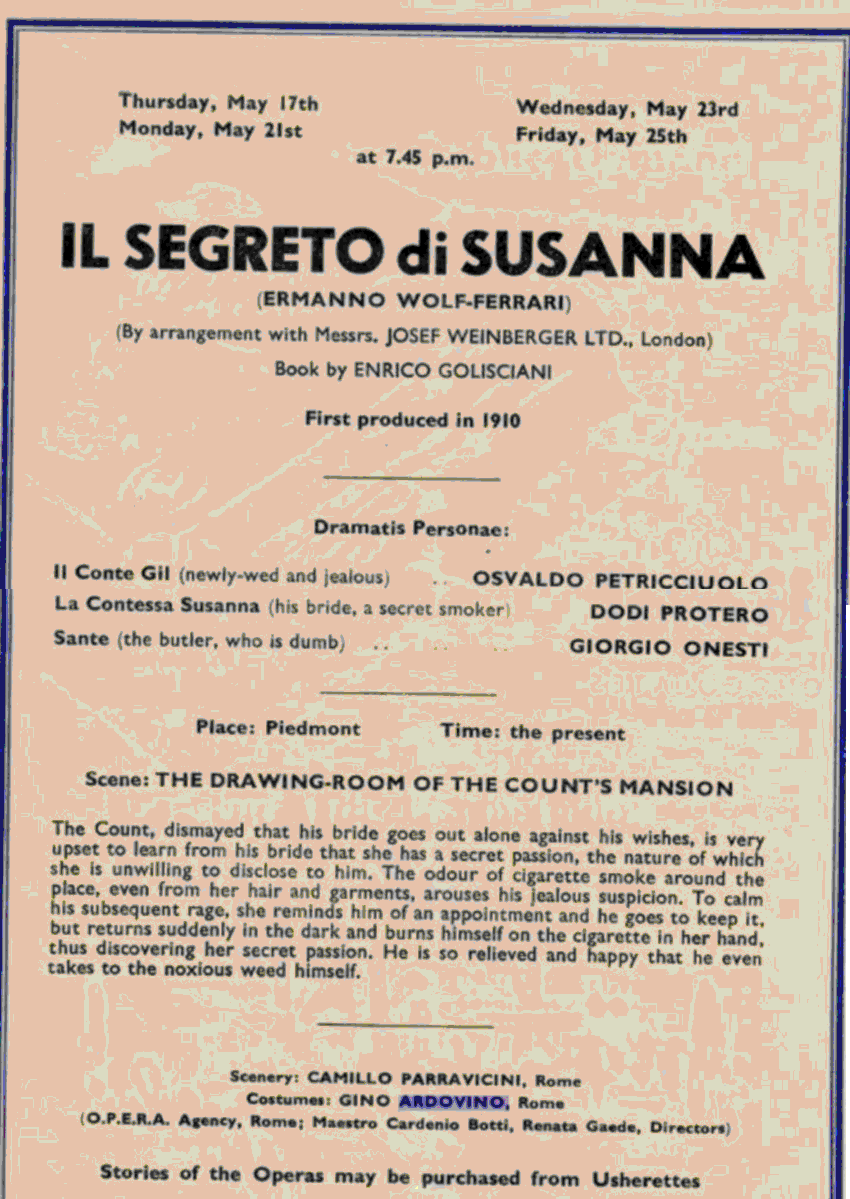 Thursday, May 17th Wednesday, May 23rd
Monday, May 21st Friday, May 25th
at 7.45 p.m.
IL SEGRETO di SUSANNA
(ERMANNO WOLF-FERRARI)
(By arrangement with Messrs. JOSEF WEINBERGER LTD., London)
Book by ENRICO GOLISCIANI
First produced in 1910
Dramatis Personae:
Il Conte Gil (newly-wed and jealous) .. OSVALDO PETRICCIUOLO
La Contessa Susanna (his bride, a secret smoker) DODI PROTERO
Sante (the butler, who is dumb) .. .. .. GIORGIO ONESTI
Place: Piedmont Time: the present
Scene: THE DRAWING-ROOM OF THE COUNT'S MANSION
The Count, dismayed that his bride goes out alone against his wishes, is very
upset to learn from his bride that she has a secret passion, the nature of which
she is unwilling to disclose to him. The odour of cigarette smoke around the
place, even from her hair and garments, arouses his jealous suspicion. To calm
his subsequent rage, she reminds him of an appointment and he goes to keep it,
but returns suddenly in the dark and burns himself on the cigarette in her hand,
thus discovering her secret passion. He is so relieved and happy that he even
takes to the noxious weed himself.
Scenery: CAMILLO PARRAVICINI, Rome
Costumes: GINO ARDOVINO, Rome
(O.P.E.R.A. Agency, Rome; Maestro Cardenio Botti, Renata Gaede, Directors)
Stories of the Operas may be purchased from Usherettes